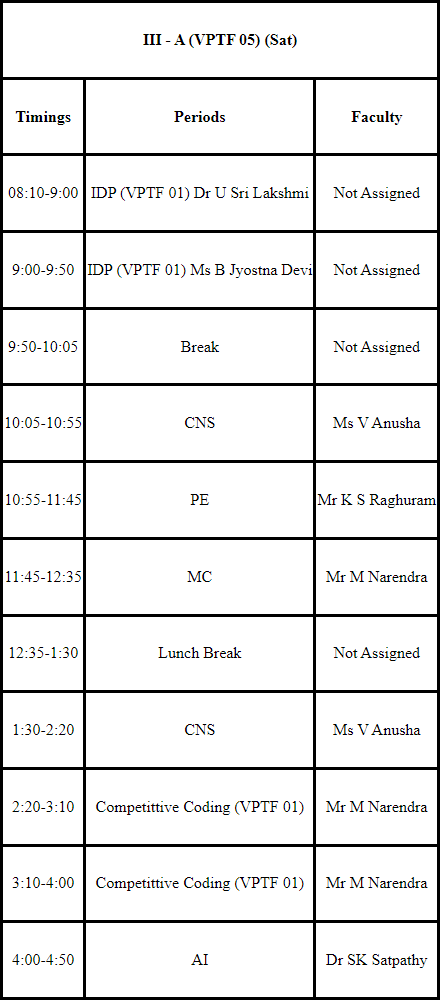 III - A (VPTF 05) (Sat)
Timings Periods Faculty
08:10-9:00 IDP (VPTF 01) Dr U Sri Lakshmi Not Assigned
9:00-9:50 IDP (VPTF 01) Ms B Jyostna Devi Not Assigned
9:50-10:05 Break Not Assigned
10:05-10:55 CNS Ms V Anusha
10:55-11:45 PE Mr K S Raghuram
11:45-12:35 MC Mr M Narendra
12:35-1:30 Lunch Break Not Assigned
1:30-2:20 CNS Ms V Anusha
2:20-3:10 Competittive Coding (VPTF 01) Mr M Narendra
3:10-4:00 Competittive Coding (VPTF 01) Mr M Narendra
4:00-4:50 AI Dr SK Satpathy